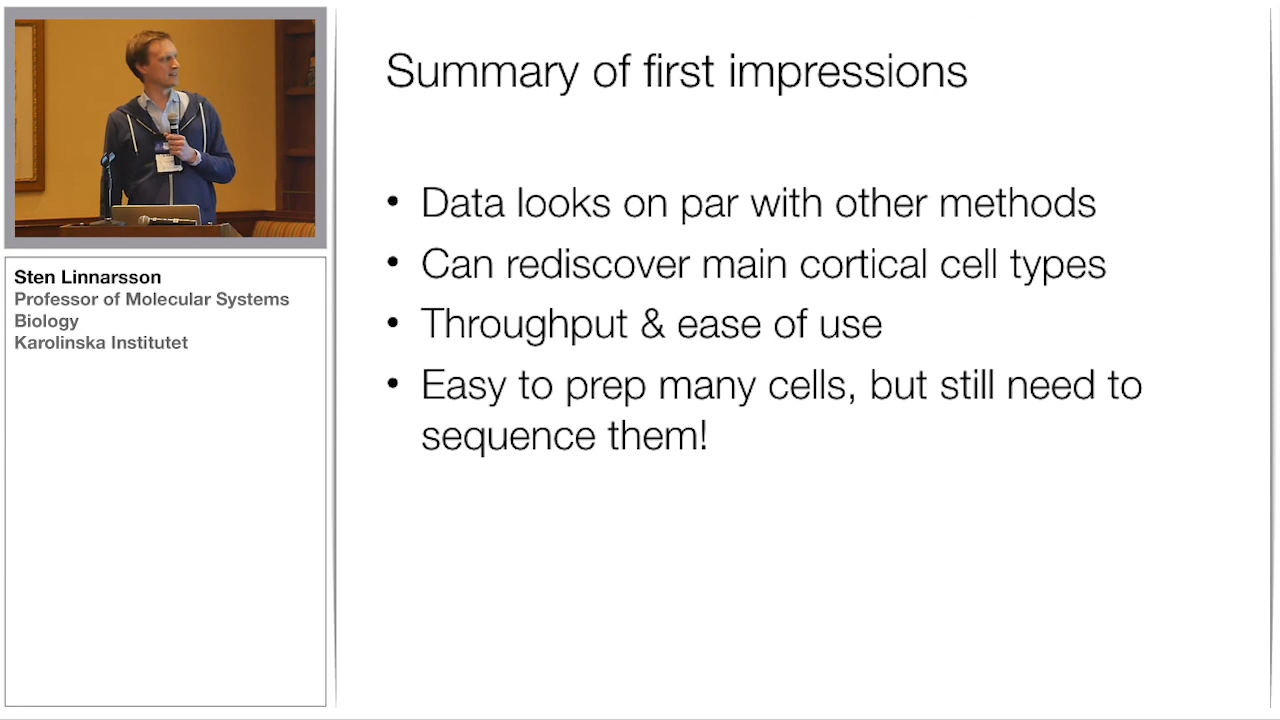 Sten Linnarsson
Professor of Molecular Systems
Biology
Karolinska Institutet
Summary of first impressions
• Data looks on par with other methods
• Can rediscover main cortical cell types
• Throughput & ease of use
• Easy to prep many cells, but still need to
sequence them!